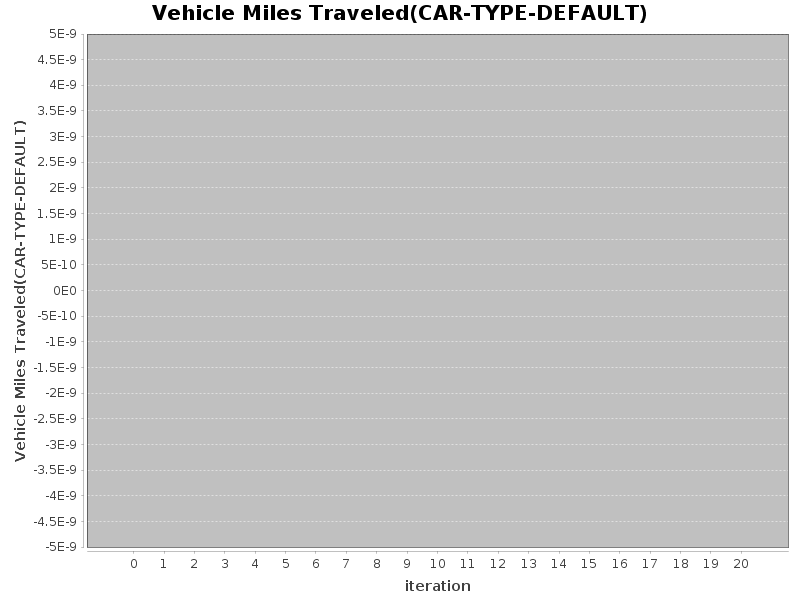 Vehicle Miles Traveled(CAR-TYPE-DEFAULT)
Vehicle Miles Traveled(CAR-TYPE-DEFAULT)
5E-9
4.5E-9
4E-9
3.5E-9
3E-9
2.5E-9
2E-9
1.5E-9
1E-9
5E-10
0E0
-5E-10
-1E-9
-1.5E-9
-2E-9
-2.5E-9
-3E-9
-3.5E-9
-4E-9
-4.5E-9
-5E-9
0 1 2 3 4 5 6 7 8 9 10 11 12 13 14 15 16 17 18 19 20
iteration